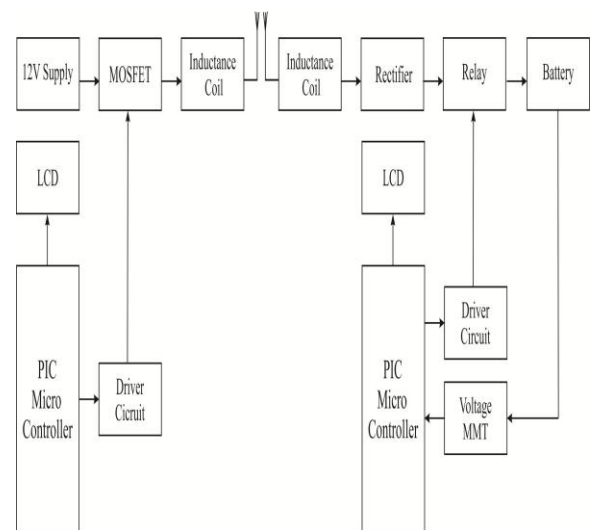 12V Supply
MOSFET
Inductance
Coil
Inductance
Coil
Rectifier
Relay
Battery
LCD
LCD
PIC
Micro
Controller
Driver
Cicruit
PIC
Micro
Controller
Driver
Circuit
Voltage
MMT